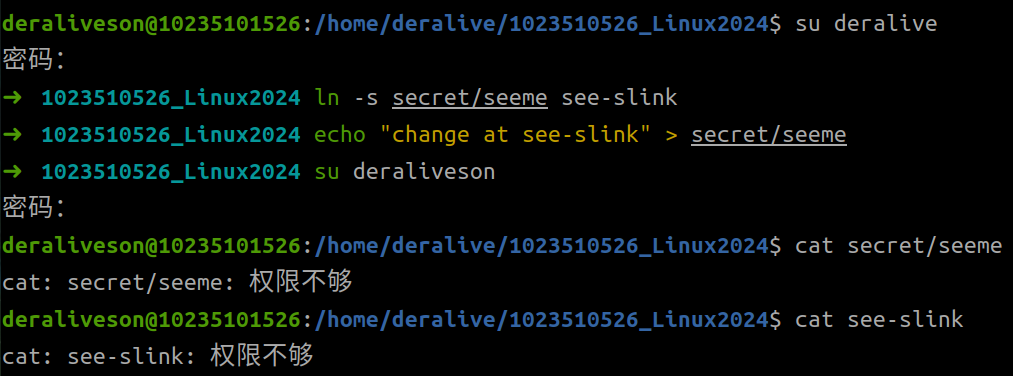 deraliveson@10235101526:/home/deralive/1023510526_Linux2024$ su deralive
密码：
➜ 1023510526_Linux2024 ln -s secret/seeme see-slink
➜ 1023510526_Linux2024 echo "change at see-slink" > secret/seeme
➜ 1023510526_Linux2024 su deraliveson
密码：
deraliveson@10235101526:/home/deralive/1023510526_Linux2024$ cat secret/seeme
cat: secret/seeme: 权限不够
deraliveson@10235101526:/home/deralive/1023510526_Linux2024$ cat see-slink
cat: see-slink: 权限不够